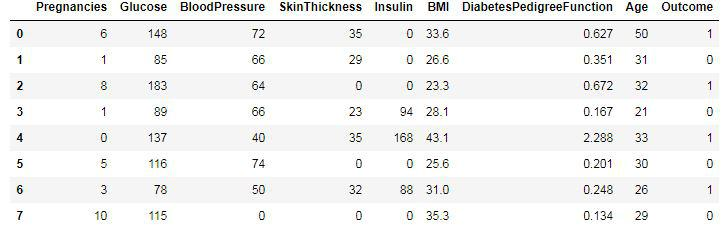 Pregnancies Glucose BloodPressure SkinThickness Insulin BMI DiabetesPedigreeFunction Age Outcome
0 6 148 72 35 0 33.6 0.627 50 1
1 1 85 66 29 0 26.6 0.351 31 0
2 8 183 64 0 0 23.3 0.672 32 1
3 1 89 66 23 94 28.1 0.167 21 0
4 0 137 40 35 168 43.1 2.288 33 1
5 5 116 74 0 0 25.6 0.201 30 0
6 3 78 50 32 88 31.0 0.248 26 1
7 10 115 0 0 0 35.3 0.134 29 0